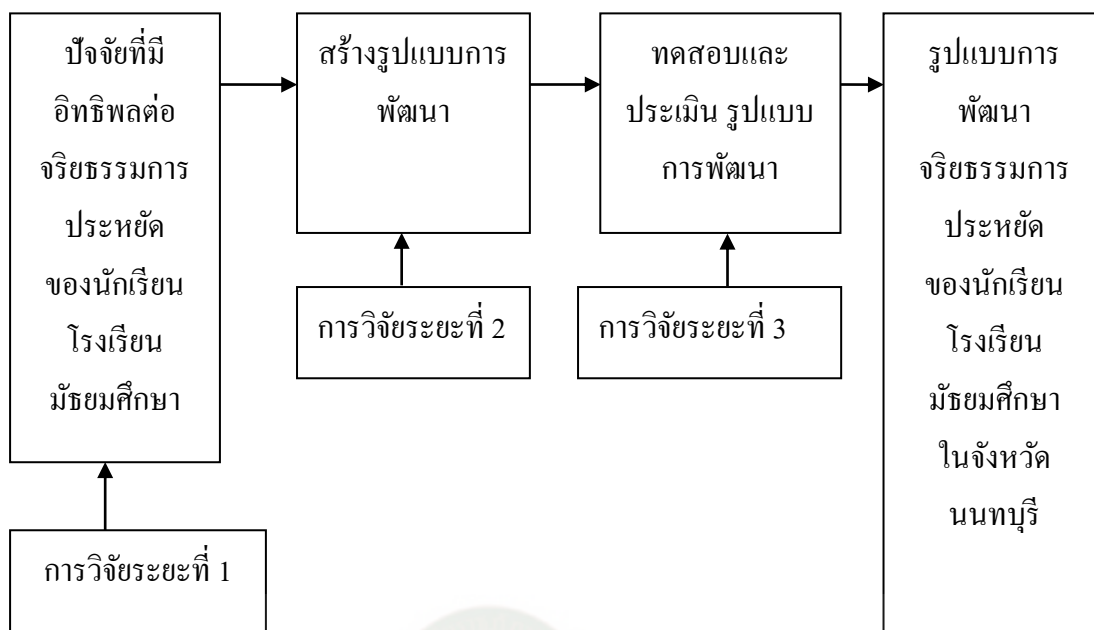 ปัจจัยที่มี
อิทธิพลต่อ
จริยธรรมการ
ประหยัด
ของนักเรียน
โรงเรียน
มัธยมศึกษา
สร้างรูปแบบการ
พัฒนา
ทดสอบและ
ประเมิน รูปแบบ
การพัฒนา
รูปแบบการ
พัฒนา
จริยธรรมการ
ประหยัด
ของนักเรียน
โรงเรียน
มัธยมศึกษา
ในจังหวัด
นนทบุรี
การวิจัยระยะที่ 2
การวิจัยระยะที่ 3
การวิจัยระยะที่ 1